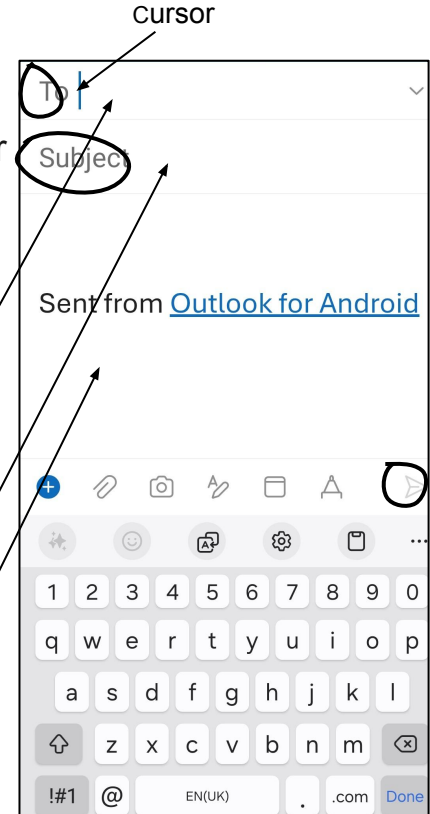 Cursor
To
Subject
Sent from Outlook for Android
1 2 3 4 5 6 7 8 9 0
q w e r t y u i o p
a s d f g h j k l
z x c v b n m
!#1 @ EN(UK) . .com Done